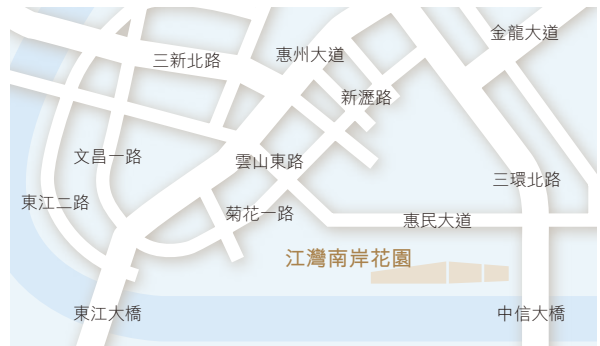 金龍大道
三新北路
惠州大道
新瀝路
文昌一路
雲山東路
三環北路
東江二路
菊花一路
惠民大道
江灣南岸花園
東江大橋
中信大橋